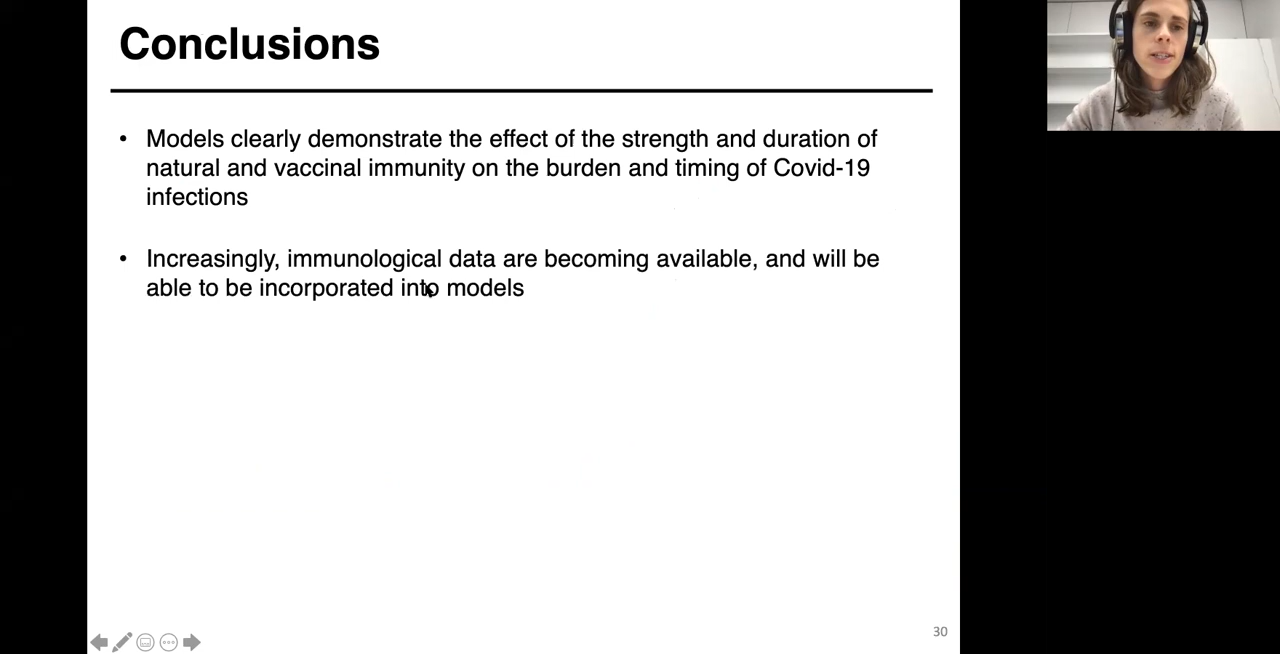 Conclusions
• Models clearly demonstrate the effect of the strength and duration of
natural and vaccinal immunity on the burden and timing of Covid-19
infections
• Increasingly, immunological data are becoming available, and will be
able to be incorporated into models
30